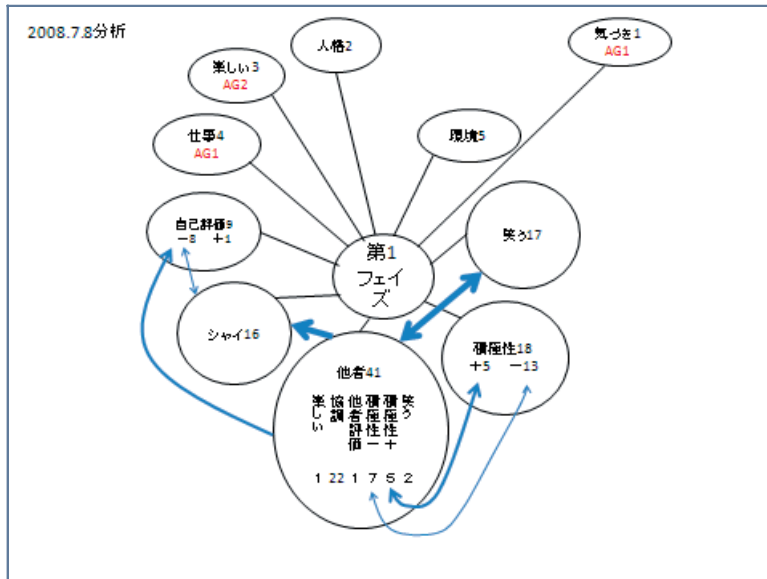 2008.7.8分析
人格2
気づき1
AG1
楽しい3
AG2
仕事4
AG1
環境5
自己評価9
−8 +1
笑う17
第1
フェイ
ズ
シャイ16
積極性18
+5 −13
他者41
楽しい
協調
他者評価
積極性−
積極性+
笑う
1 22 1 7 5 2